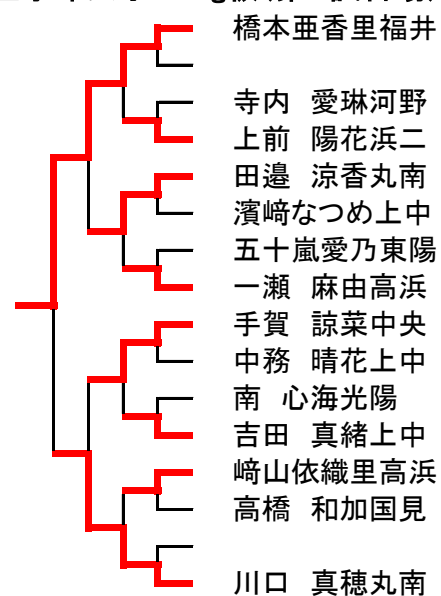 橋本亜香里福井
寺内 愛琳河野
上前 陽花浜二
田邉 涼香丸南
濱﨑なつめ上中
五十嵐愛乃東陽
一瀬 麻由高浜
手賀 諒菜中央
中務 晴花上中
南 心海光陽
吉田 真緒上中
﨑山依織里高浜
高橋 和加国見
川口 真穂丸南